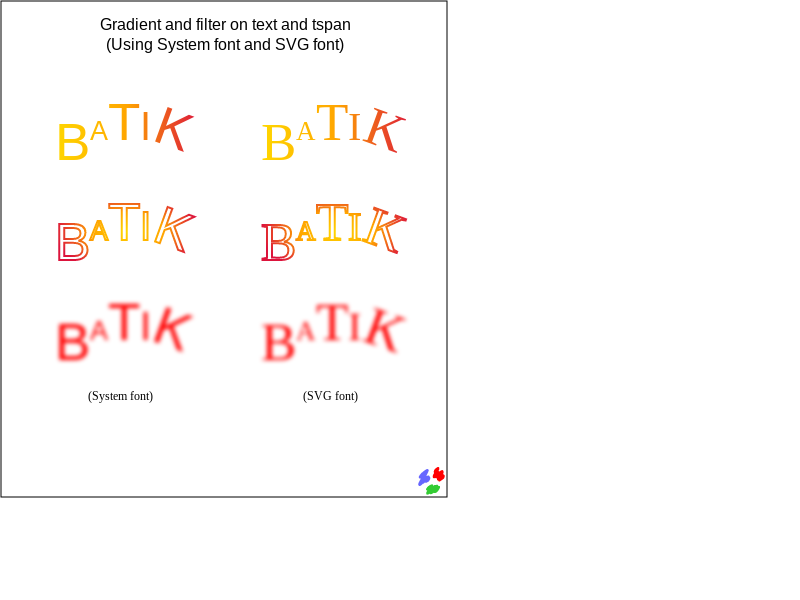 Gradient and filter on text and tspan
(Using System font and SVG font)
BATIK BATIK
BATIK BATIK
BATIK BATIK
(System font) (SVG font)